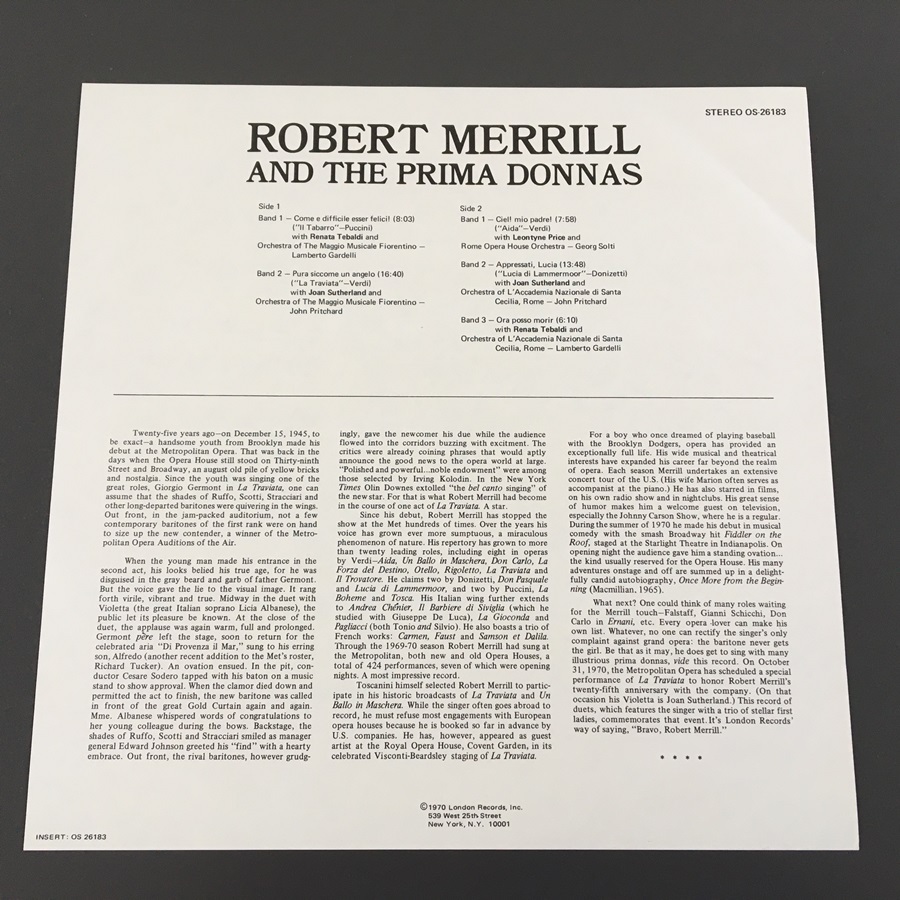 STEREO OS-26183
ROBERT MERRILL
AND THE PRIMA DONNAS
Side 1
Band 1 – Come e difficile esser felici! (8:03)
("Il Tabarro"–Puccini)
with Renata Tebaldi and
Orchestra of The Maggio Musicale Fiorentino –
Lamberto Gardelli
Band 2 – Pura siccome un angelo (16:40)
("La Traviata"–Verdi)
with Joan Sutherland and
Orchestra of The Maggio Musicale Fiorentino –
John Pritchard
Side 2
Band 1 – Ciel! mio padre! (7:58)
("Aida"–Verdi)
with Leontyne Price and
Rome Opera House Orchestra – Georg Solti
Band 2 – Appressati, Lucia (13:48)
("Lucia di Lammermoor"–Donizetti)
with Joan Sutherland and
Orchestra of L'Accademia Nazionale di Santa
Cecilia, Rome – John Pritchard
Band 3 – Ora posso morir (6:10)
with Renata Tebaldi and
Orchestra of L'Accademia Nazionale di Santa
Cecilia, Rome – Lamberto Gardelli
Twenty-five years ago—on December 15, 1945, to
be exact—a handsome youth from Brooklyn made his
debut at the Metropolitan Opera. That was back in the
days when the Opera House still stood on Thirty-ninth
Street and Broadway, an august old pile of yellow bricks
and nostalgia. Since the youth was singing one of the
great roles, Giorgio Germont in La Traviata, one can
assume that the shades of Ruffo, Scotti, Stracciari and
other long-departed baritones were quivering in the wings.
Out front, in the jam-packed auditorium, not a few
contemporary baritones of the first rank were on hand
to size up the new contender, a winner of the Metro-
politan Opera Auditions of the Air.
When the young man made his entrance in the
second act, his looks belied his true age, for he was
disguised in the gray beard and garb of father Germont.
But the voice gave the lie to the visual image. It rang
forth virile, vibrant and true. Midway in the duet with
Violetta (the great Italian soprano Licia Albanese), the
public let its pleasure be known. At the close of the
duet, the applause was again warm, full and prolonged.
Germont père left the stage, soon to return for the
celebrated aria "Di Provenza il Mar," sung to his erring
son, Alfredo (another recent addition to the Met's roster,
Richard Tucker). An ovation ensued. In the pit, con-
ductor Cesare Sodero tapped with his baton on a music
stand to show approval. When the clamor died down and
permitted the act to finish, the new baritone was called
in front of the great Gold Curtain again and again.
Mme. Albanese whispered words of congratulations to
her young colleague during the bows. Backstage, the
shades of Ruffo, Scotti and Stracciari smiled as manager
general Edward Johnson greeted his "find" with a hearty
embrace. Out front, the rival baritones, however grudg-
ingly, gave the newcomer his due while the audience
flowed into the corridors buzzing with excitement. The
critics were already coining phrases that would aptly
announce the good news to the opera world at large.
"Polished and powerful...noble endowment" were among
those selected by Irving Kolodin. In the New York
Times Olin Downes extolled "the bel canto singing" of
the new star. For that is what Robert Merrill had become
in the course of one act of La Traviata. A star.
Since his debut, Robert Merrill has stopped the
show at the Met hundreds of times. Over the years his
voice has grown ever more sumptuous, a miraculous
phenomenon of nature. His repertory has grown to more
than twenty leading roles, including eight in operas
by Verdi—Aida, Un Ballo in Maschera, Don Carlo, La
Forza del Destino, Otello, Rigoletto, La Traviata and
Il Trovatore. He claims two by Donizetti, Don Pasquale
and Lucia di Lammermoor, and two by Puccini, La
Boheme and Tosca. His Italian wing further extends
to Andrea Chénier, Il Barbiere di Siviglia (which he
studied with Giuseppe De Luca), La Gioconda and
Pagliacci (both Tonio and Silvio). He also boasts a trio of
French works: Carmen, Faust and Samson et Dalila.
Through the 1969-70 season Robert Merrill had sung at
the Metropolitan, both new and old Opera Houses, a
total of 424 performances, seven of which were opening
nights. A most impressive record.
Toscanini himself selected Robert Merrill to partic-
ipate in his historic broadcasts of La Traviata and Un
Ballo in Maschera. While the singer often goes abroad to
record, he must refuse most engagements with European
opera houses because he is booked so far in advance by
U.S. companies. He has, however, appeared as guest
artist at the Royal Opera House, Covent Garden, in its
celebrated Visconti-Beardsley staging of La Traviata.
For a boy who once dreamed of playing baseball
with the Brooklyn Dodgers, opera has provided an
exceptionally full life. His wide musical and theatrical
interests have expanded his career far beyond the realm
of opera. Each season Merrill undertakes an extensive
concert tour of the U.S. (His wife Marion often serves as
accompanist at the piano.) He has also starred in films,
on his own radio show and in nightclubs. His great sense
of humor makes him a welcome guest on television,
especially the Johnny Carson Show, where he is a regular.
During the summer of 1970 he made his debut in musical
comedy with the smash Broadway hit Fiddler on the
Roof, staged at the Starlight Theatre in Indianapolis. On
opening night the audience gave him a standing ovation...
the kind usually reserved for the Opera House. His many
adventures onstage and off are summed up in a delight-
fully candid autobiography, Once More from the Begin-
ning (Macmillan, 1965).
What next? One could think of many roles waiting
for the Merrill touch—Falstaff, Gianni Schicchi, Don
Carlo in Ernani, etc. Every opera lover can make his
own list. Whatever, no one can rectify the singer's only
complaint against grand opera: the baritone never gets
the girl. Be that as it may, he does get to sing with many
illustrious prima donnas, vide this record. On October
31, 1970, the Metropolitan Opera has scheduled a special
performance of La Traviata to honor Robert Merrill's
twenty-fifth anniversary with the company. (On that
occasion his Violetta is Joan Sutherland.) This record of
duets, which features the singer with a trio of stellar first
ladies, commemorates that event. It's London Records'
way of saying, "Bravo, Robert Merrill."
* * * *
©1970 London Records, Inc.
539 West 25th Street
New York, N.Y. 10001
INSERT: OS 26183